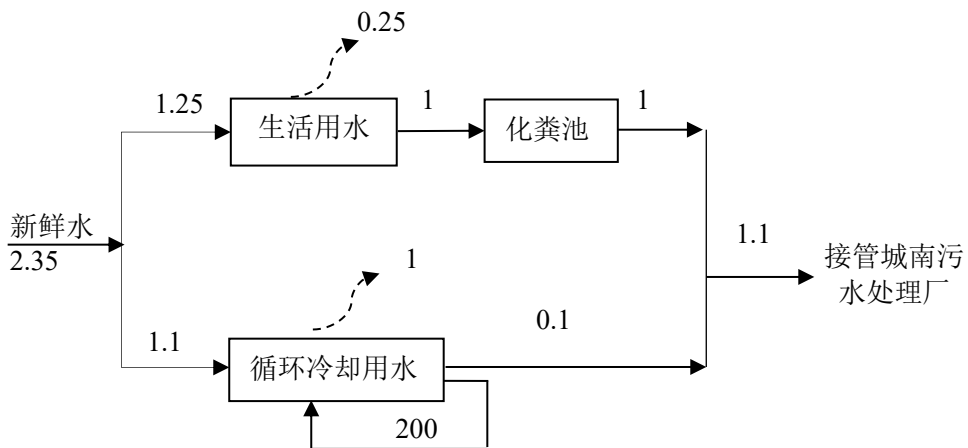 0.25
1.25
生活用水
1
化粪池
1
新鲜水
2.35
1.1
接管城南污
水处理厂
1
0.1
1.1
循环冷却用水
200